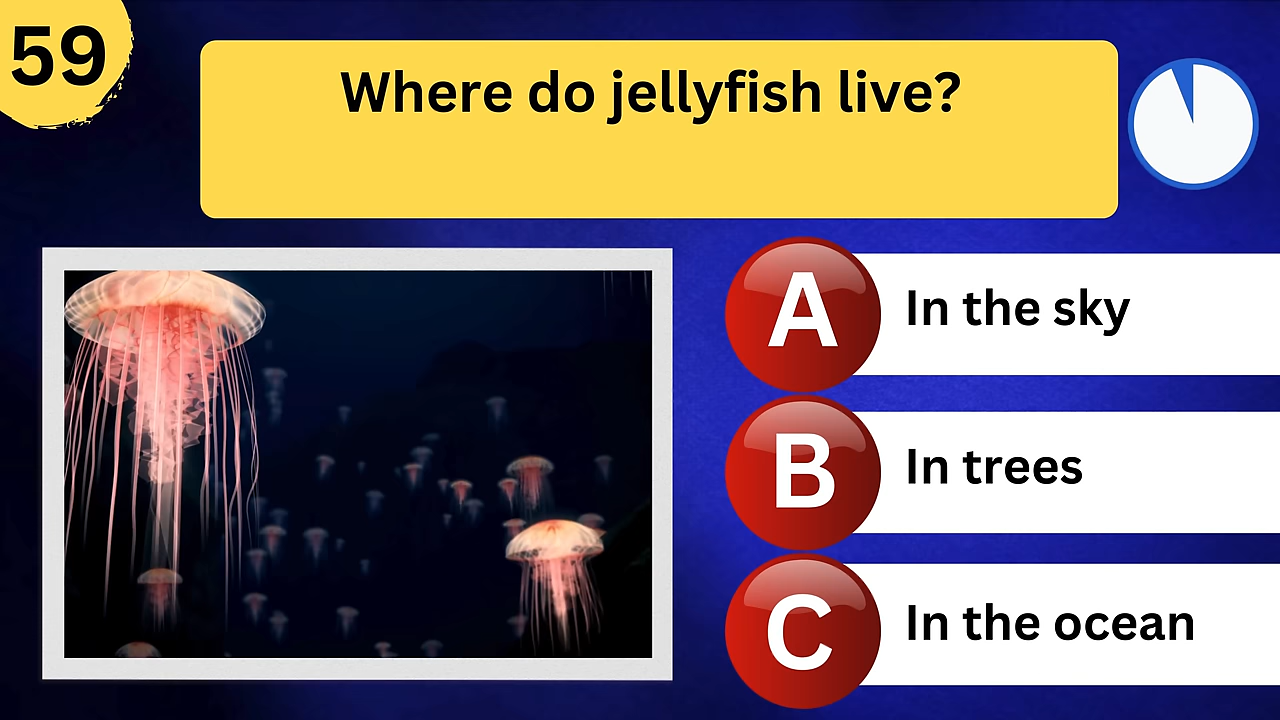 59
Where do jellyfish live?
A
In the sky
B
In trees
C
In the ocean